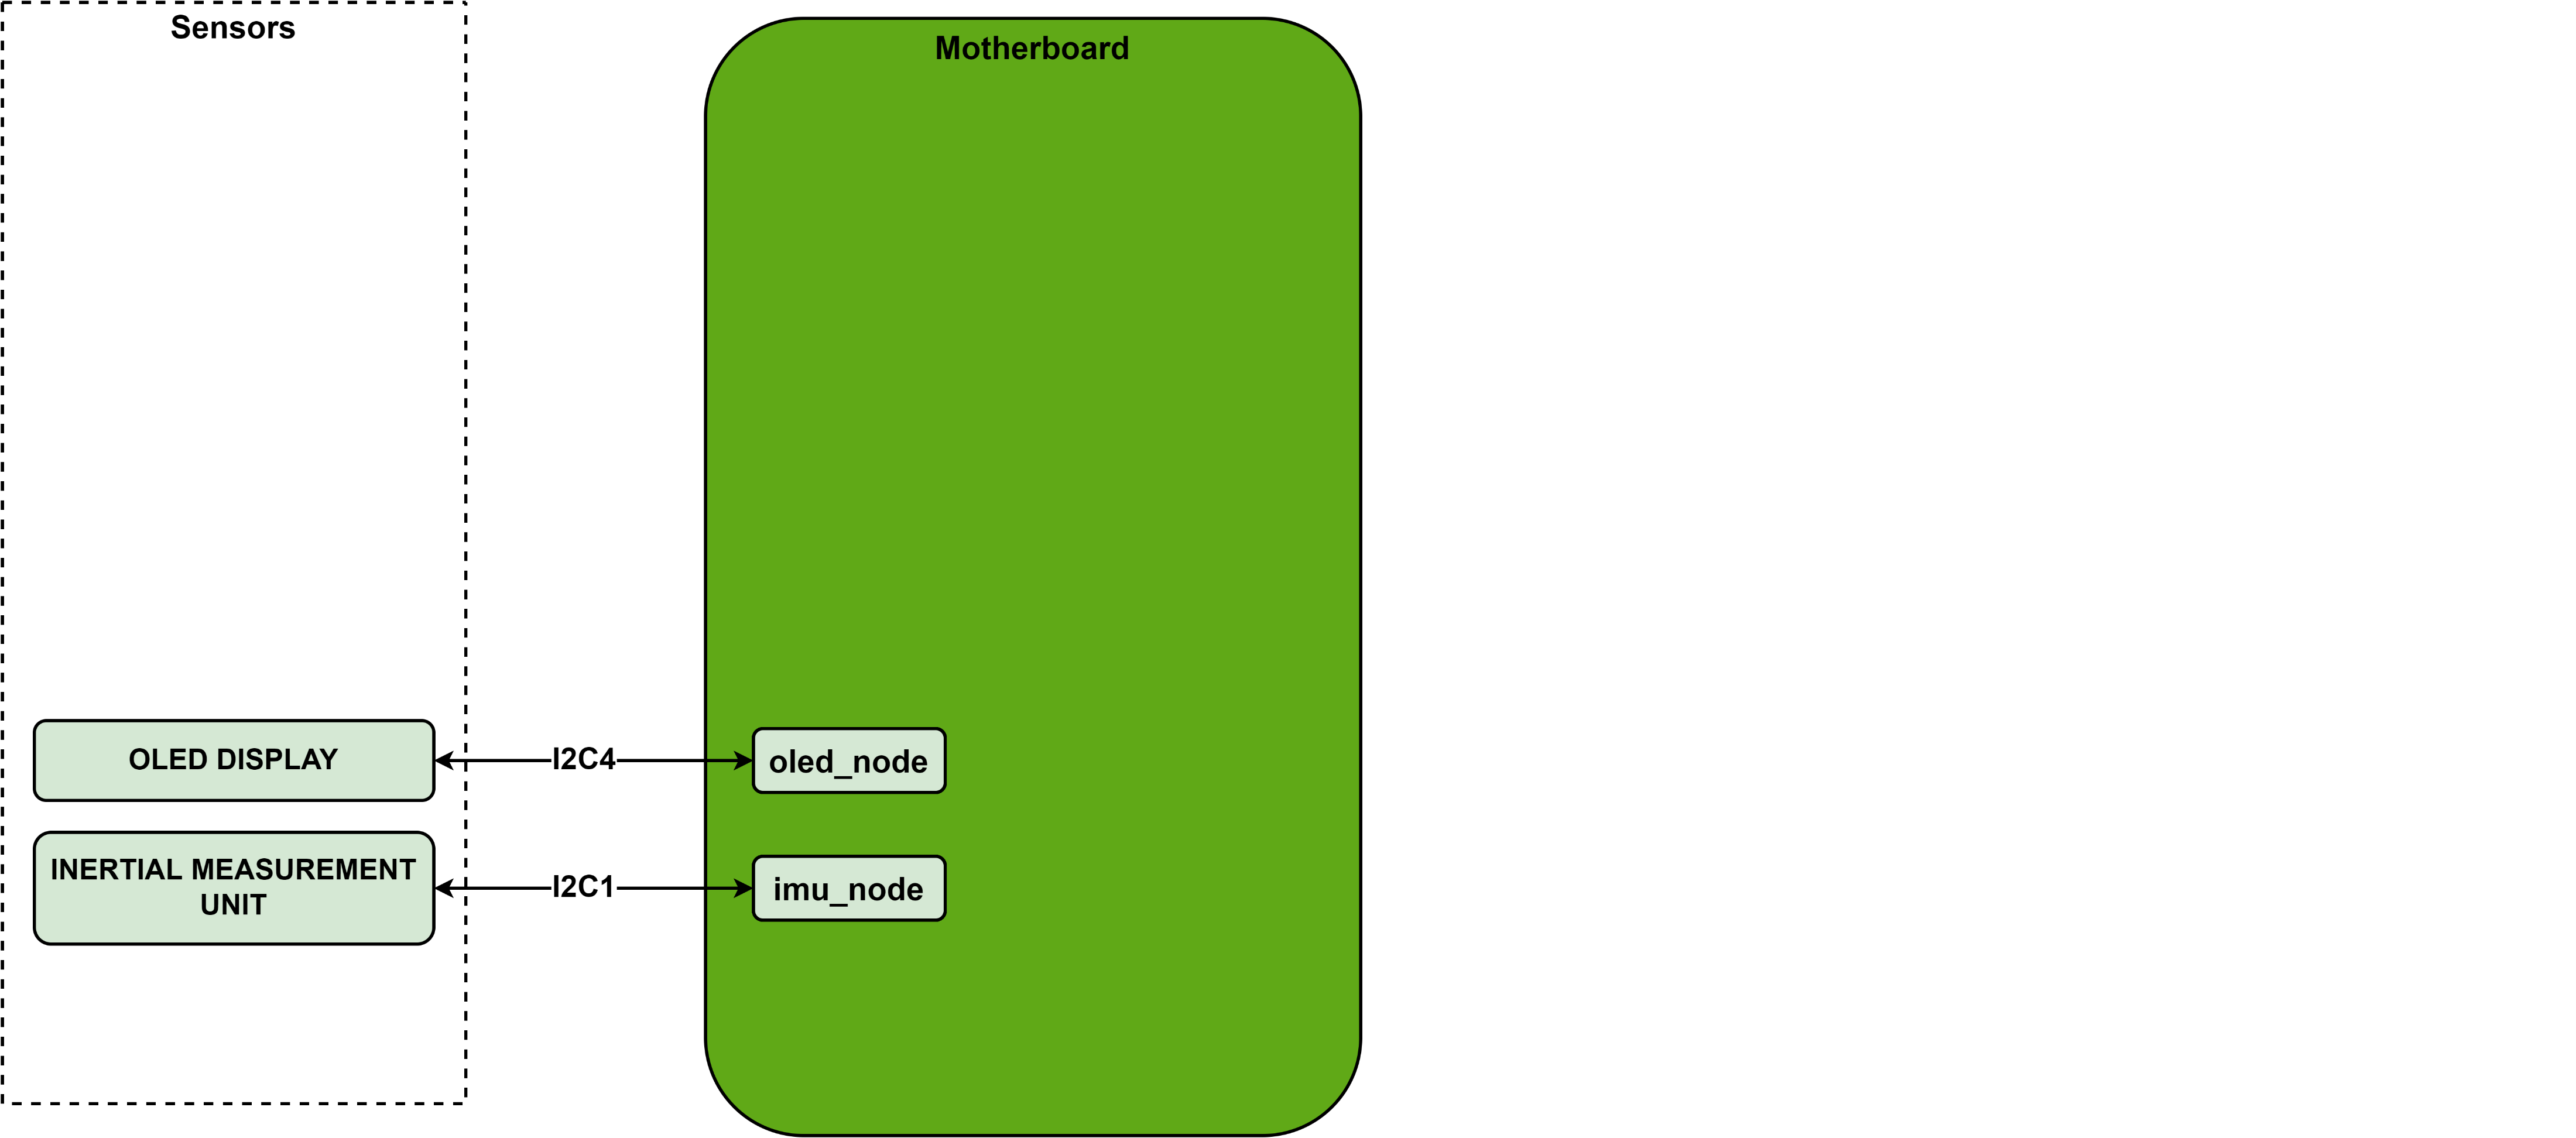 Sensors
Motherboard
OLED DISPLAY
I2C4
oled_node
INERTIAL MEASUREMENT
UNIT
I2C1
imu_node